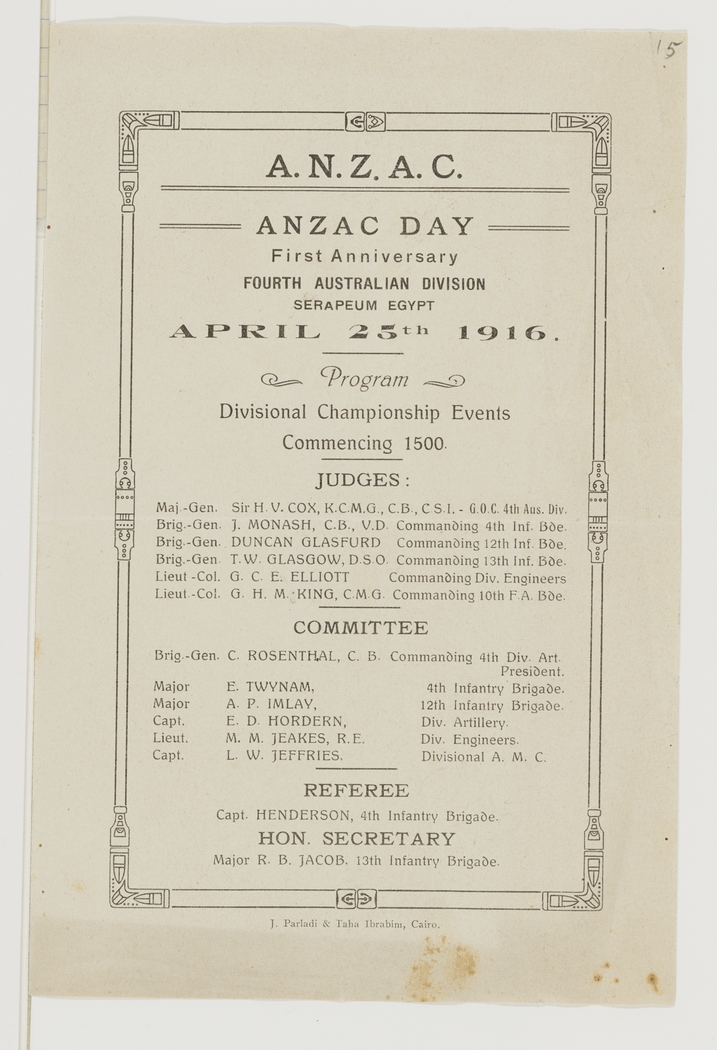 15
A. N. Z. A. C.
ANZAC DAY
First Anniversary
FOURTH AUSTRALIAN DIVISION
SERAPEUM EGYPT
APRIL 25th 1916.
Program
Divisional Championship Events
Commencing 1500.
JUDGES :
Maj.-Gen. Sir H. V. COX, K.C.M.G., C.B., C S.I. - G.O.C. 4th Aus. Div.
Brig.-Gen. J. MONASH, C.B., V.D. Commanding 4th Inf. Bde.
Brig.-Gen. DUNCAN GLASFURD Commanding 12th Inf. Bde.
Brig.-Gen. T. W. GLASGOW, D.S.O. Commanding 13th Inf. Bde.
Lieut -Col. G. C. E. ELLIOTT Commanding Div. Engineers
Lieut.-Col. G. H. M. KING, C.M.G. Commanding 10th F.A. Bde.
COMMITTEE
Brig.-Gen. C. ROSENTHAL, C. B. Commanding 4th Div. Art.
President.
Major E. TWYNAM, 4th Infantry Brigade.
Major A. P. IMLAY, 12th Infantry Brigade.
Capt. E. D. HORDERN, Div. Artillery.
Lieut. M. M. JEAKES, R.E. Div. Engineers.
Capt. L. W. JEFFRIES. Divisional A. M. C.
REFEREE
Capt. HENDERSON, 4th Infantry Brigade.
HON. SECRETARY
Major R. B. JACOB. 13th Infantry Brigade.
J. Parladi & Taha Ibrahim, Cairo.